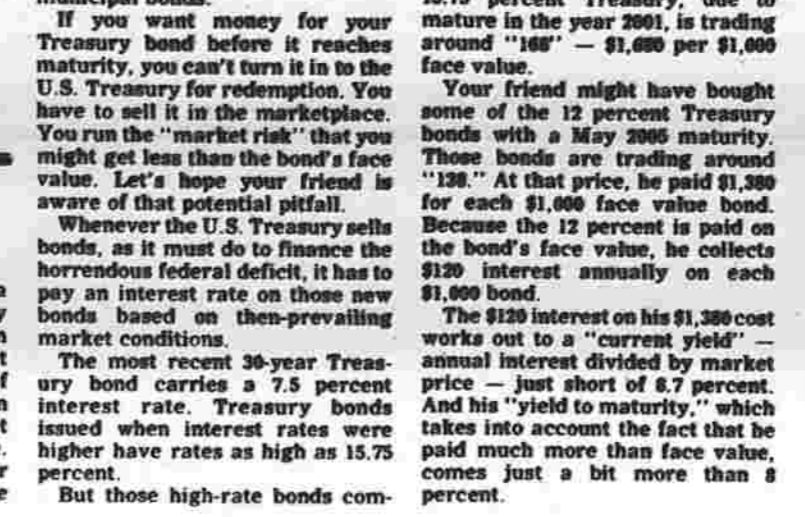 municipal bonds.
If you want money for your
Treasury bond before it reaches
maturity, you can't turn it in to the
U.S. Treasury for redemption. You
have to sell it in the marketplace.
You run the "market risk" that you
might get less than the bond's face
value. Let's hope your friend is
aware of that potential pitfall.
Whenever the U.S. Treasury sells
bonds, as it must do to finance the
horrendous federal deficit, it has to
pay an interest rate on those new
bonds based on then-prevailing
market conditions.
The most recent 30-year Treas-
ury bond carries a 7.5 percent
interest rate. Treasury bonds
issued when interest rates were
higher have rates as high as 15.75
percent.
But those high-rate bonds com-
percent Treasury, due to
mature in the year 2001, is trading
around "168" — $1,680 per $1,000
face value.
Your friend might have bought
some of the 12 percent Treasury
bonds with a May 2005 maturity.
Those bonds are trading around
"138." At that price, he paid $1,380
for each $1,000 face value bond.
Because the 12 percent is paid on
the bond's face value, he collects
$120 interest annually on each
$1,000 bond.
The $120 interest on his $1,380 cost
works out to a "current yield" —
annual interest divided by market
price — just short of 8.7 percent.
And his "yield to maturity," which
takes into account the fact that he
paid much more than face value,
comes just a bit more than 8
percent.